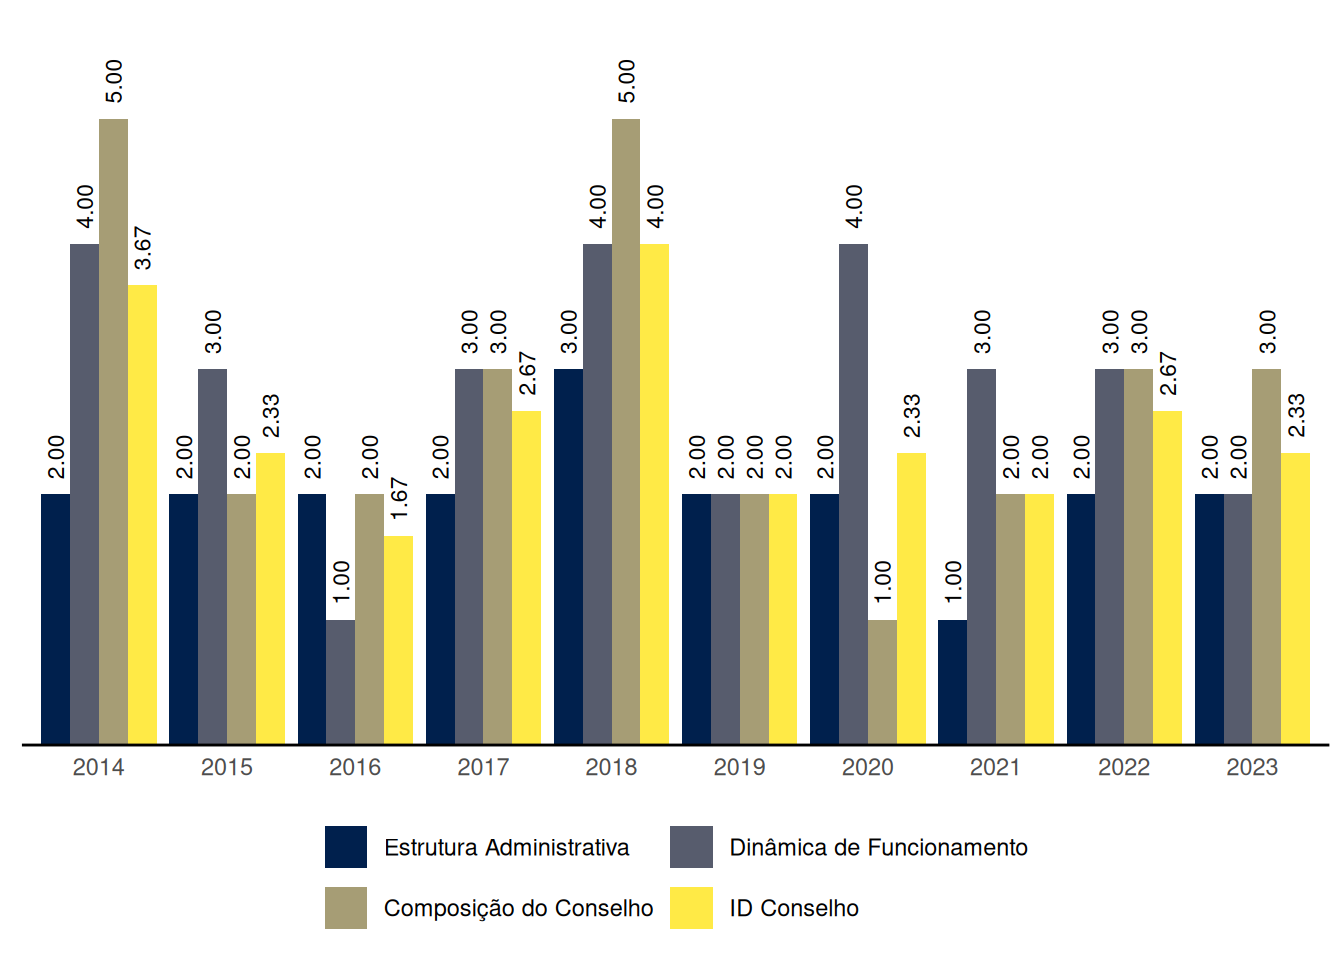 2.00 4.00 5.00 3.67 2.00 3.00 2.00 2.33 2.00 1.00 2.00 1.67 2.00 3.00 3.00 2.67 3.00 4.00 5.00 4.00 2.00 2.00 2.00 2.00 2.00 4.00 1.00 2.33 1.00 3.00 2.00 2.00 2.00 3.00 3.00 2.67 2.00 2.00 3.00 2.33
2014 2015 2016 2017 2018 2019 2020 2021 2022 2023
Estrutura Administrativa Dinâmica de Funcionamento
Composição do Conselho ID Conselho